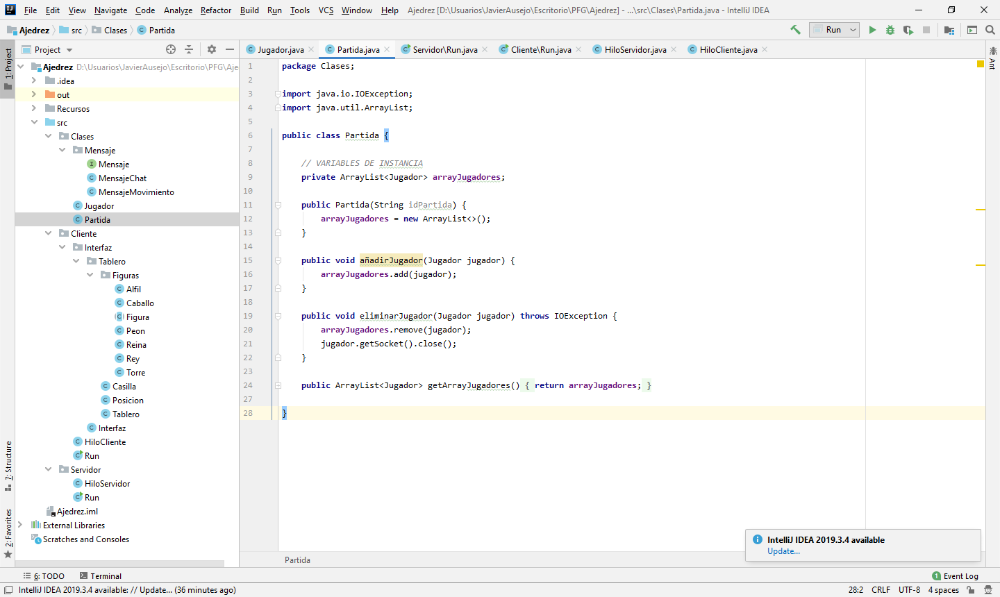 File Edit View Navigate Code Analyze Refactor Build Run Tools VCS Window Help Ajedrez [D:\Usuarios\JavierAusejo\Escritorio\PFG\Ajedrez] - ...\src\Clases\Partida.java - IntelliJ IDEA
Ajedrez src Clases Partida Run
1: Project
Project
Jugador.java Partida.java Servidor\Run.java Cliente\Run.java HiloServidor.java HiloCliente.java
Ant
Ajedrez D:\Usuarios\JavierAusejo\Escritorio\PFG\Aje
.idea
out
Recursos
src
Clases
Mensaje
Mensaje
MensajeChat
MensajeMovimiento
Jugador
Partida
Cliente
Interfaz
Tablero
Figuras
Alfil
Caballo
Figura
Peon
Reina
Rey
Torre
Casilla
Posicion
Tablero
Interfaz
HiloCliente
Run
Servidor
HiloServidor
Run
Ajedrez.iml
External Libraries
Scratches and Consoles
7: Structure
2: Favorites
1 package Clases;
2
3 import java.io.IOException;
4 import java.util.ArrayList;
5
6 public class Partida {
7
8 // VARIABLES DE INSTANCIA
9 private ArrayList<Jugador> arrayJugadores;
10
11 public Partida(String idPartida) {
12 arrayJugadores = new ArrayList<>();
13 }
14
15 public void añadirJugador(Jugador jugador) {
16 arrayJugadores.add(jugador);
17 }
18
19 public void eliminarJugador(Jugador jugador) throws IOException {
20 arrayJugadores.remove(jugador);
21 jugador.getSocket().close();
22 }
23
24 public ArrayList<Jugador> getArrayJugadores() { return arrayJugadores; }
27
28 }
IntelliJ IDEA 2019.3.4 available
Update...
Partida
6: TODO Terminal 1 Event Log
IntelliJ IDEA 2019.3.4 available: // Update... (36 minutes ago) 28:2 CRLF UTF-8 4 spaces